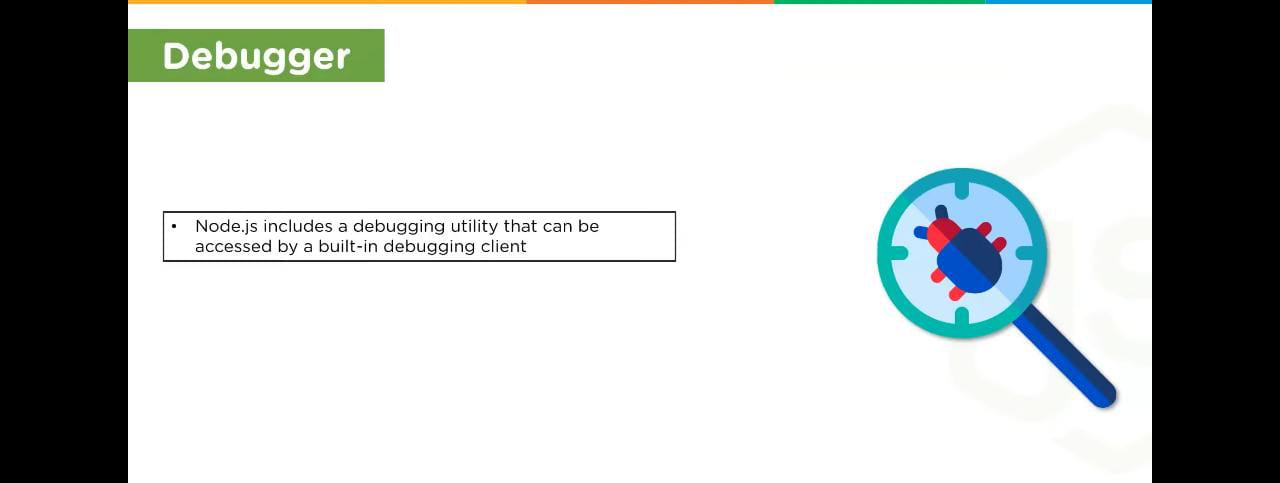 Debugger
• Node.js includes a debugging utility that can be
accessed by a built-in debugging client